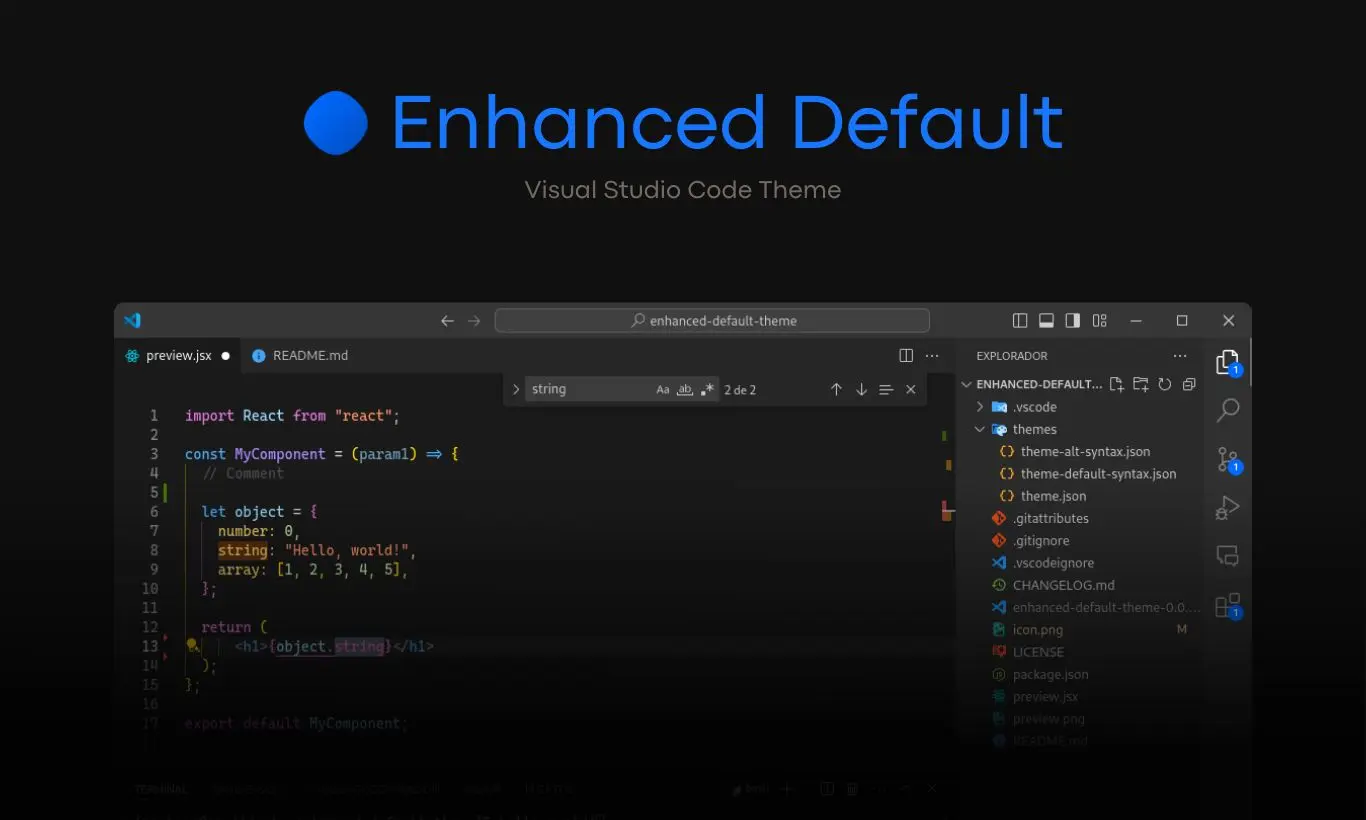 Enhanced Default
Visual Studio Code Theme
enhanced-default-theme
preview.jsx
README.md
string
Aa
ab
.*
2 de 2
1 import React from "react";
2
3 const MyComponent = (param1) ⇒ {
4 // Comment
5
6 let object = {
7 number: 0,
8 string: "Hello, world!",
9 array: [1, 2, 3, 4, 5],
10 };
11
12 return (
13 <h1>{object.string}</h1>
14 );
15 };
16
17 export default MyComponent;
EXPLORADOR
ENHANCED-DEFAULT...
.vscode
themes
theme-alt-syntax.json
theme-default-syntax.json
theme.json
.gitattributes
.gitignore
.vscodeignore
CHANGELOG.md
enhanced-default-theme-0.0....
icon.png M
LICENSE
package.json
preview.jsx
preview.png
README.md
1
1
1
TERMINAL